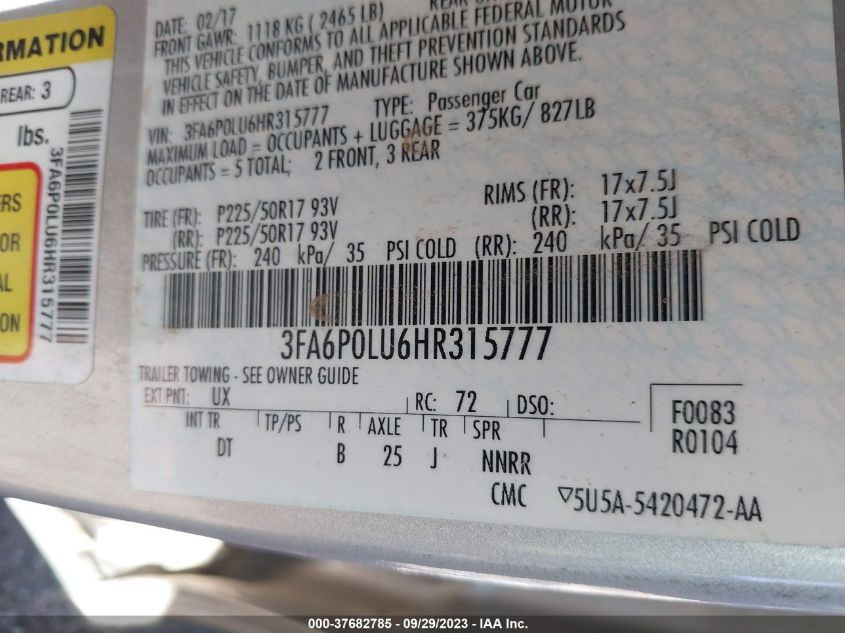 RMATION
REAR: 3
lbs.
ERS
OR
AL
ON
3FA6P0LU6HR315777
DATE: 02/17
FRONT GAWR: 1118 KG ( 2465 LB)
THIS VEHICLE CONFORMS TO ALL APPLICABLE FEDERAL MOTOR
VEHICLE SAFETY, BUMPER, AND THEFT PREVENTION STANDARDS
IN EFFECT ON THE DATE OF MANUFACTURE SHOWN ABOVE.
VIN: 3FA6P0LU6HR315777 TYPE: Passenger Car
MAXIMUM LOAD = OCCUPANTS + LUGGAGE = 375KG/ 827LB
OCCUPANTS = 5 TOTAL; 2 FRONT, 3 REAR
TIRE (FR): P225/50R17 93V RIMS (FR): 17x7.5J
(RR): P225/50R17 93V (RR): 17x7.5J
PRESSURE (FR): 240 kPa/ 35 PSI COLD (RR): 240 kPa/ 35 PSI COLD
3FA6P0LU6HR315777
TRAILER TOWING - SEE OWNER GUIDE
EXT PNT: UX RC: 72 DSO:
INT TR TP/PS R AXLE TR SPR
DT B 25 J NNRR
F0083
R0104
CMC ▽5U5A-5420472-AA
000-37682785 - 09/29/2023 - IAA Inc.